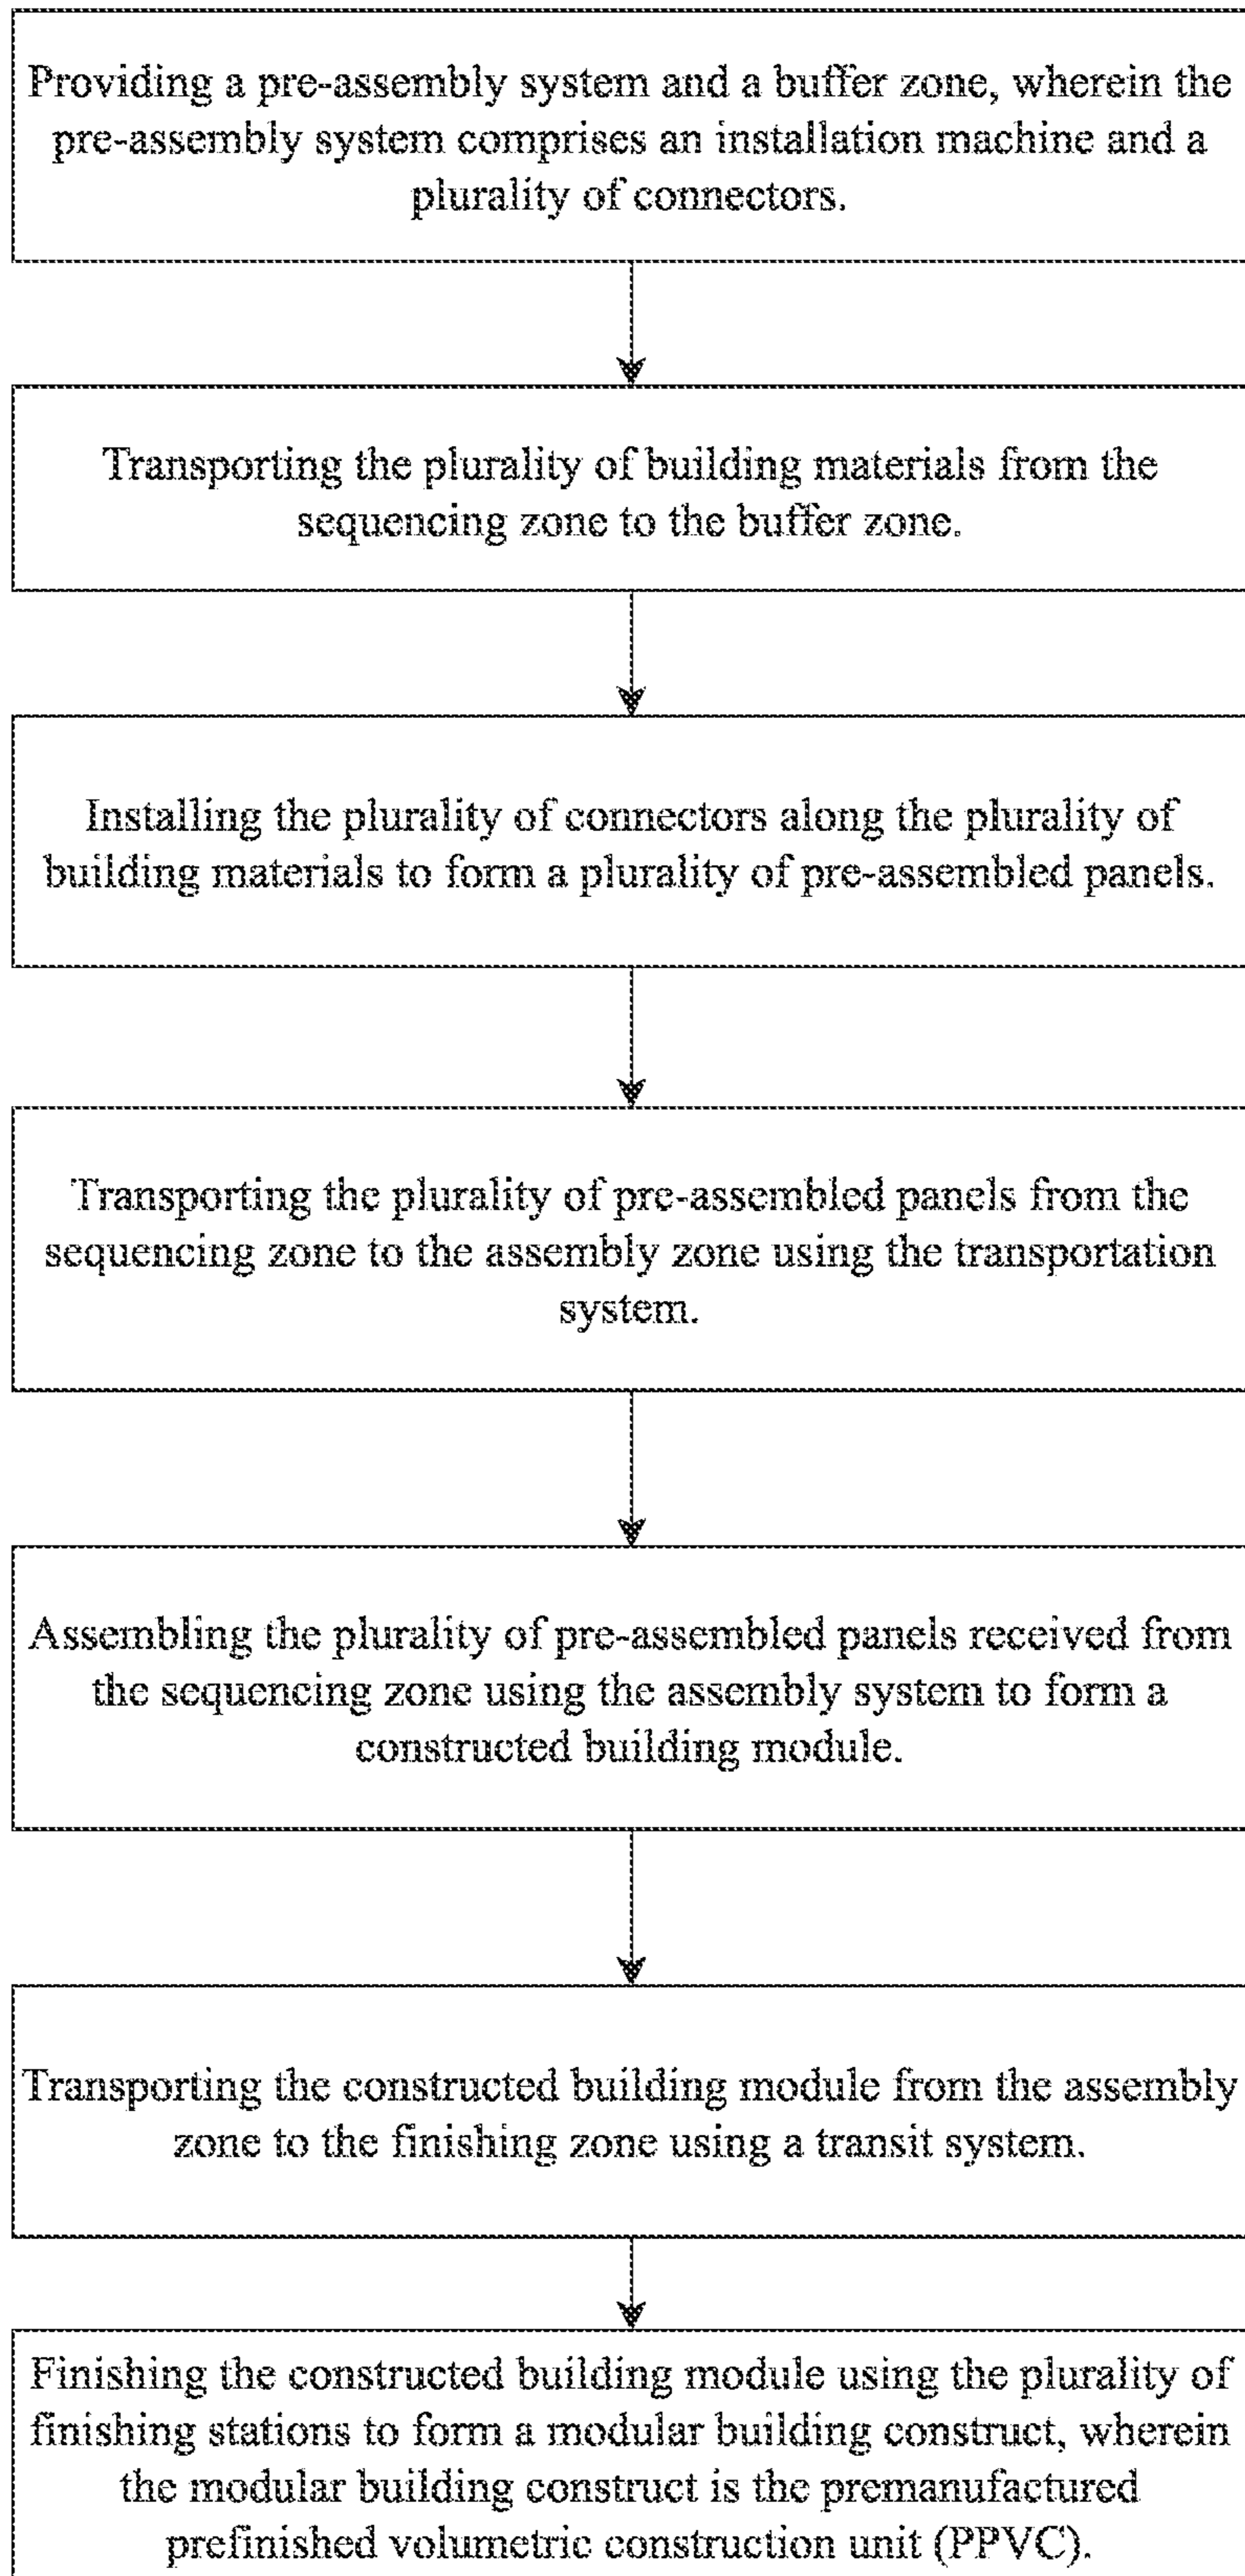 Providing a pre-assembly system and a buffer zone, wherein the
pre-assembly system comprises an installation machine and a
plurality of connectors.
Transporting the plurality of building materials from the
sequencing zone to the buffer zone.
Installing the plurality of connectors along the plurality of
building materials to form a plurality of pre-assembled panels.
Transporting the plurality of pre-assembled panels from the
sequencing zone to the assembly zone using the transportation
system.
Assembling the plurality of pre-assembled panels received from
the sequencing zone using the assembly system to form a
constructed building module.
Transporting the constructed building module from the assembly
zone to the finishing zone using a transit system.
Finishing the constructed building module using the plurality of
finishing stations to form a modular building construct, wherein
the modular building construct is the premanufactured
prefinished volumetric construction unit (PPVC).